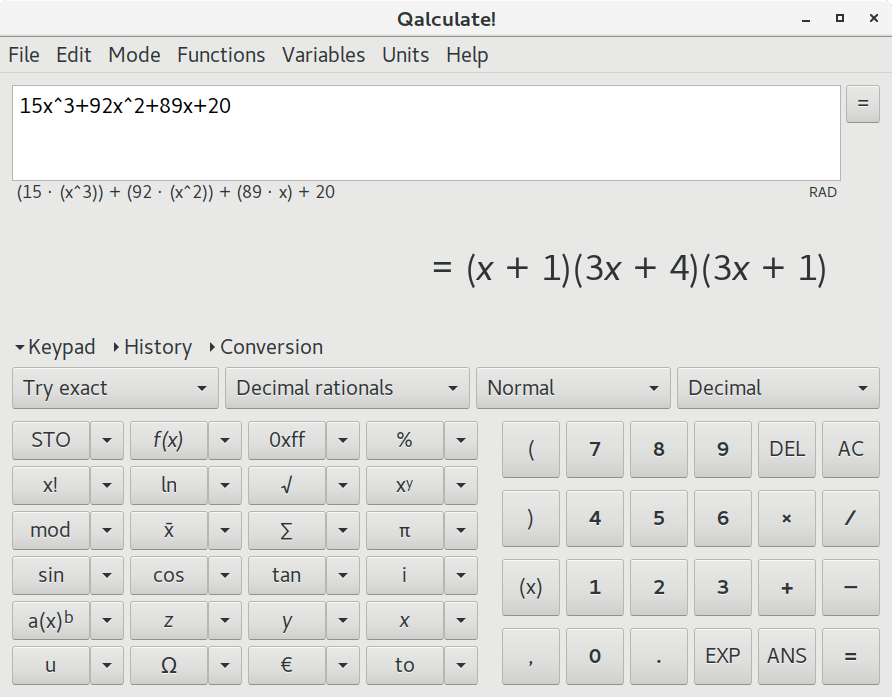 Qalculate!
File Edit Mode Functions Variables Units Help
15x^3+92x^2+89x+20
=
(15 · (x^3)) + (92 · (x^2)) + (89 · x) + 20
RAD
= (x + 1)(3x + 4)(3x + 1)
Keypad History Conversion
Try exact Decimal rationals Normal Decimal
STO f(x) 0xff % ( 7 8 9 DEL AC
x! ln √ xʸ
mod x̄ ∑ π ) 4 5 6 × /
sin cos tan i (x) 1 2 3 + −
a(x)ᵇ z y x
u Ω € to , 0 . EXP ANS =